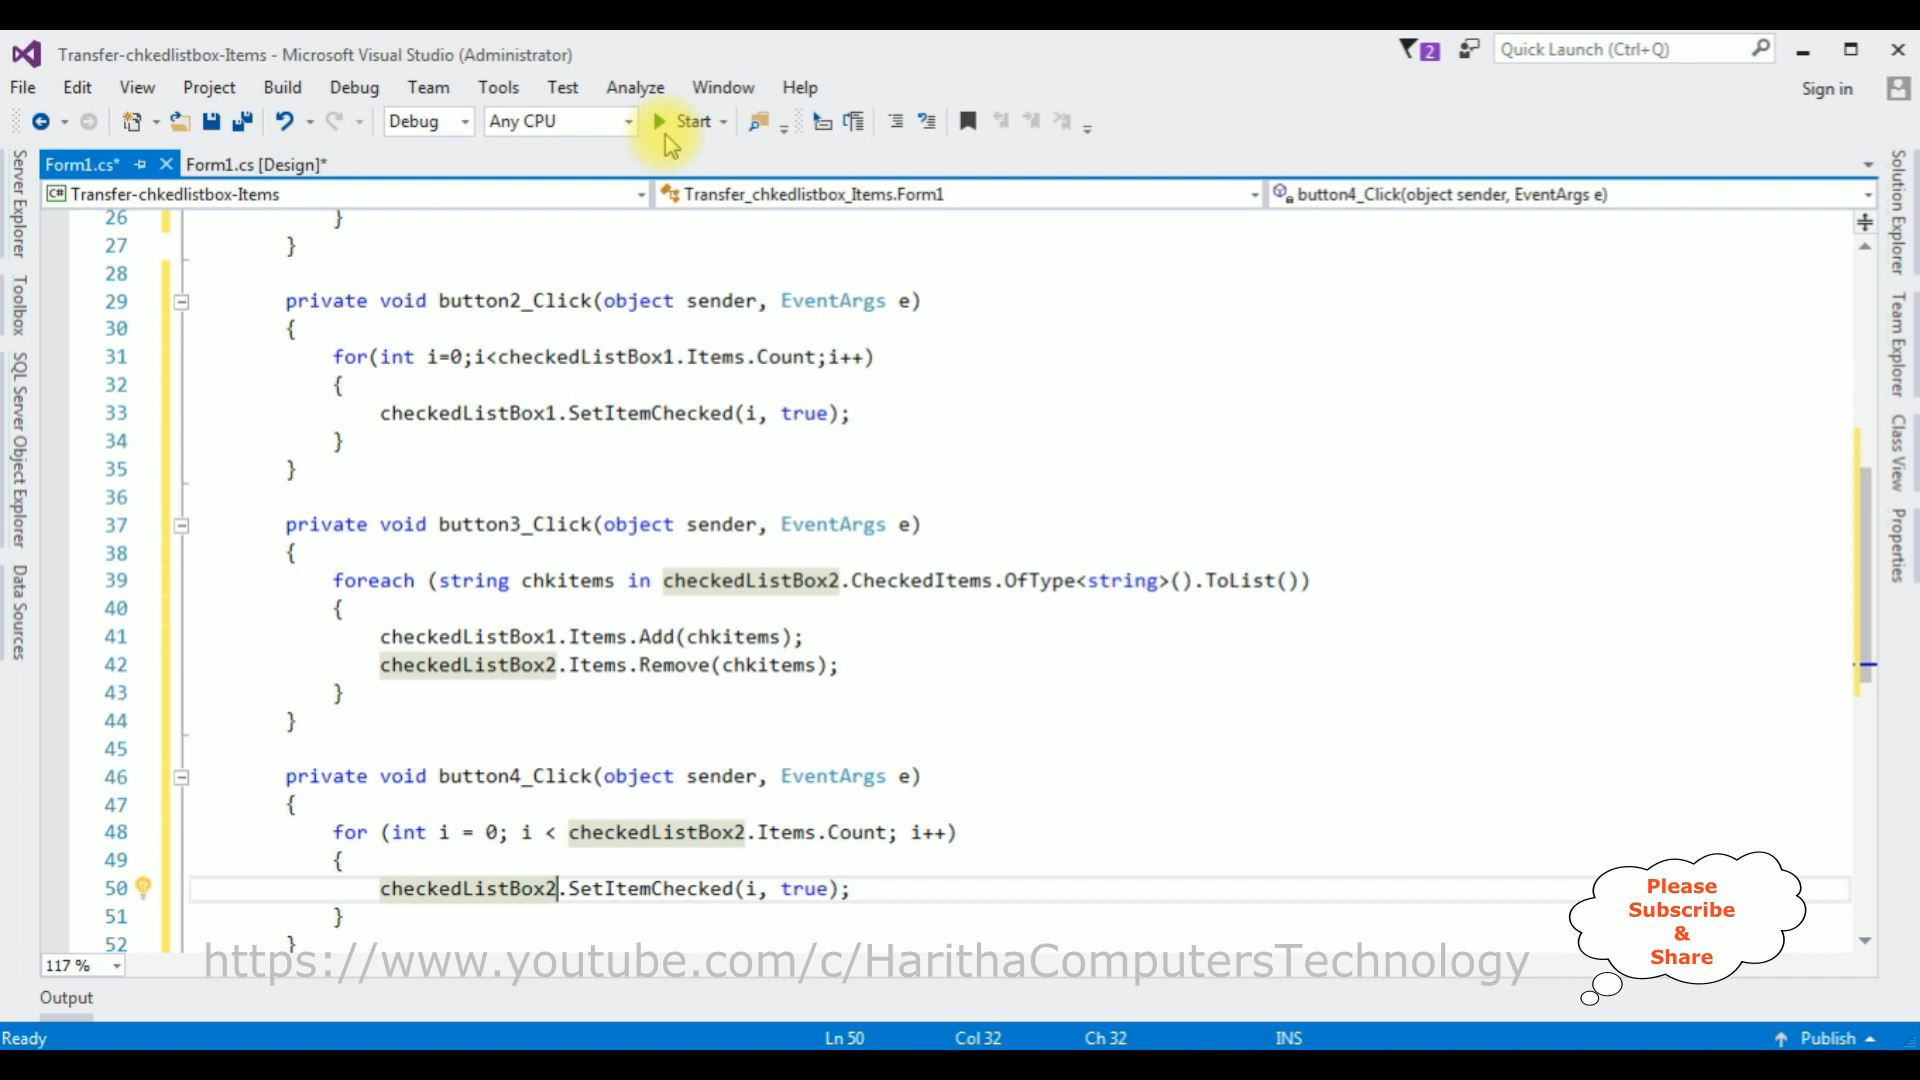 Transfer-chkedlistbox-Items - Microsoft Visual Studio (Administrator)
2
Quick Launch (Ctrl+Q)
File Edit View Project Build Debug Team Tools Test Analyze Window Help
Sign in
Debug Any CPU Start
Form1.cs* Form1.cs [Design]*
C# Transfer-chkedlistbox-Items Transfer_chkedlistbox_Items.Form1 button4_Click(object sender, EventArgs e)
Server Explorer
Toolbox
SQL Server Object Explorer
Data Sources
Solution Explorer
Team Explorer
Class View
Properties
26 }
27 }
28
29 private void button2_Click(object sender, EventArgs e)
30 {
31 for(int i=0;i<checkedListBox1.Items.Count;i++)
32 {
33 checkedListBox1.SetItemChecked(i, true);
34 }
35 }
36
37 private void button3_Click(object sender, EventArgs e)
38 {
39 foreach (string chkitems in checkedListBox2.CheckedItems.OfType<string>().ToList())
40 {
41 checkedListBox1.Items.Add(chkitems);
42 checkedListBox2.Items.Remove(chkitems);
43 }
44 }
45
46 private void button4_Click(object sender, EventArgs e)
47 {
48 for (int i = 0; i < checkedListBox2.Items.Count; i++)
49 {
50 checkedListBox2.SetItemChecked(i, true);
51 }
52 }
Please
Subscribe
&
Share
117 %
https://www.youtube.com/c/HarithaComputersTechnology
Output
Ready Ln 50 Col 32 Ch 32 INS Publish